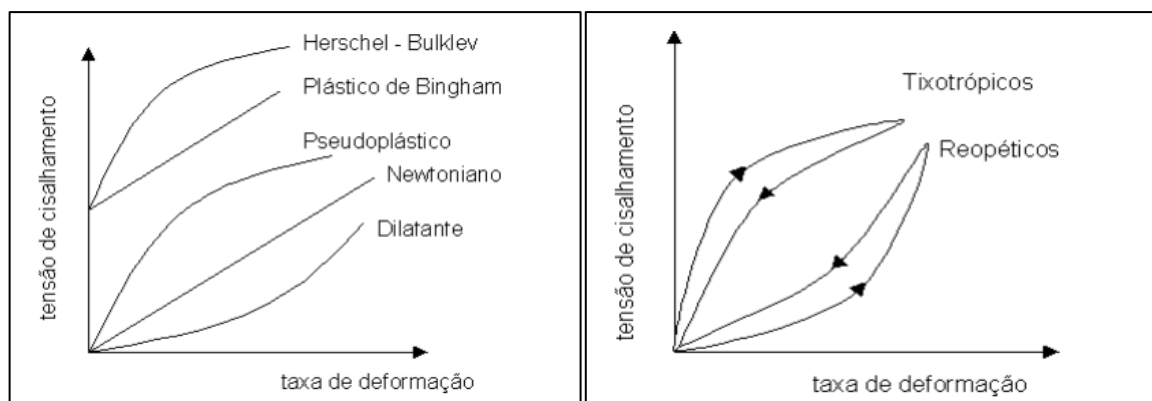 Herschel - Bulklev
Plástico de Bingham
Pseudoplástico
Newtoniano
Dilatante
tensão de cisalhamento
taxa de deformação
Tixotrópicos
Reopéticos
tensão de cisalhamento
taxa de deformação